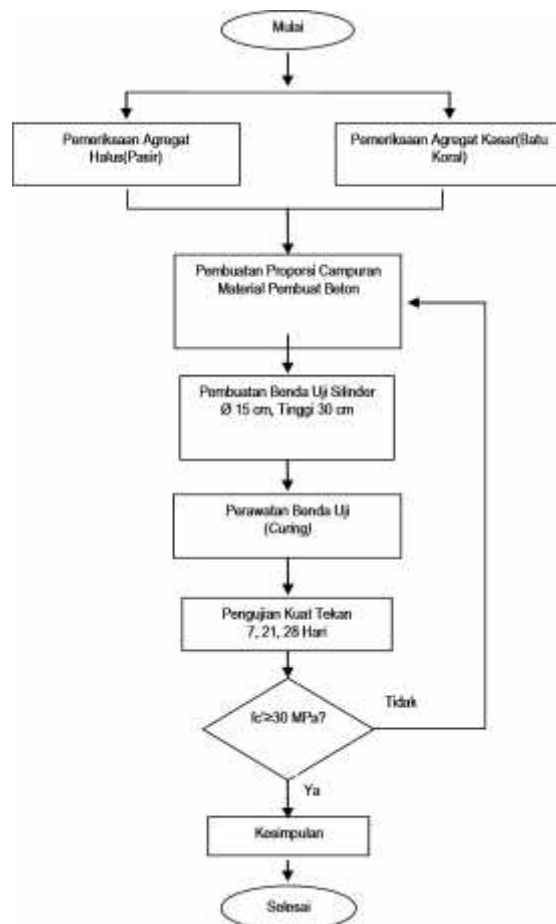 Mulai
Pemeriksaan Agregat
Halus(Pasir)
Pemeriksaan Agregat Kasar(Batu
Koral)
Pembuatan Proporsi Campuran
Material Pembuat Beton
Pembuatan Benda Uji Silinder
Ø 15 cm, Tinggi 30 cm
Perawatan Benda Uji
(Curing)
Pengujian Kuat Tekan
7, 21, 28 Hari
fc'≥30 MPa?
Tidak
Ya
Kesimpulan
Selesai